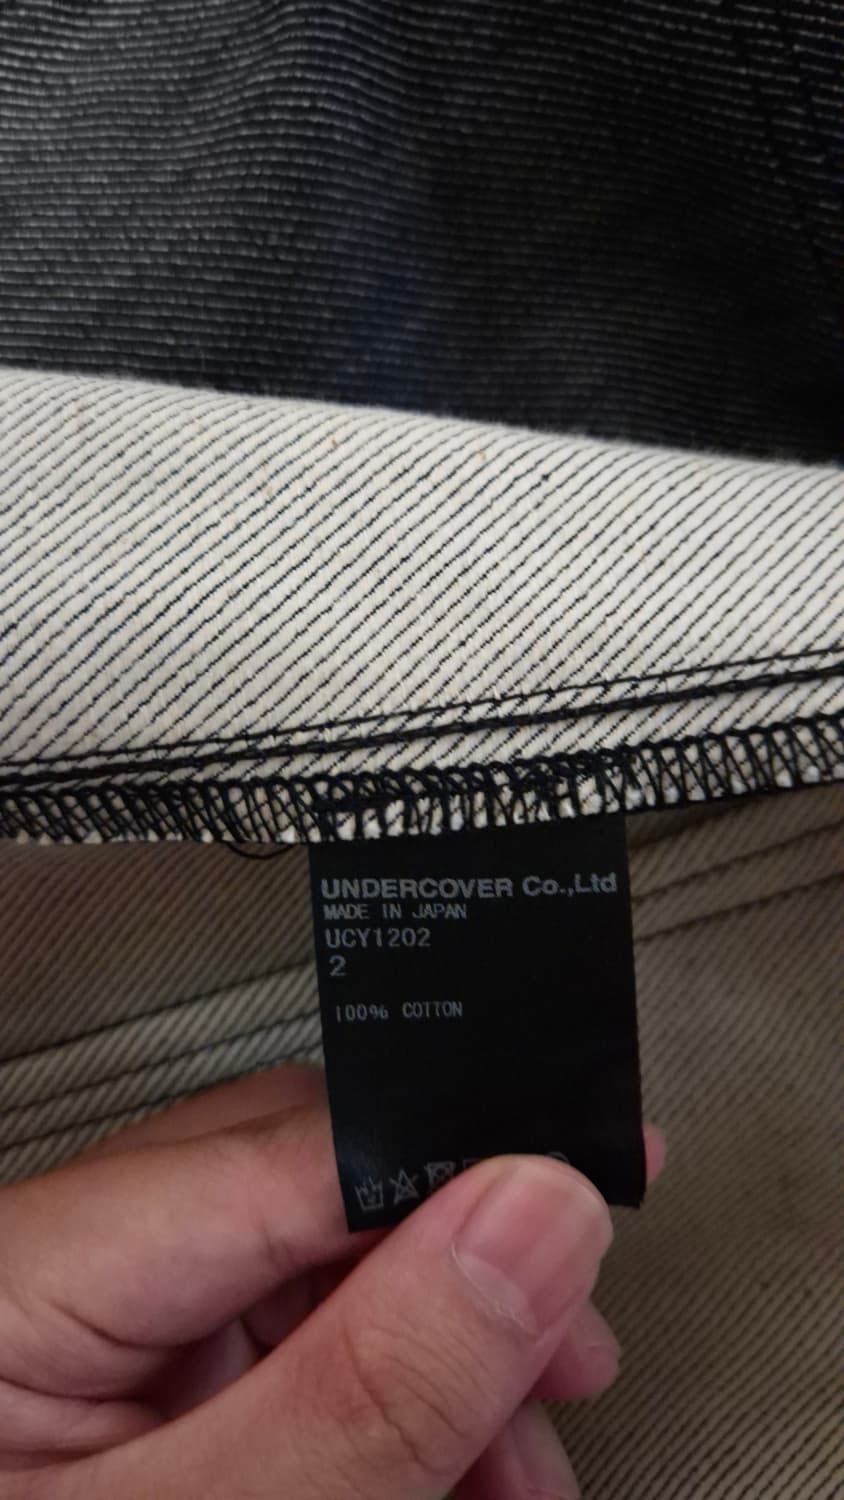 UNDERCOVER Co.,Ltd
MADE IN JAPAN
UCY1202
2
100% COTTON